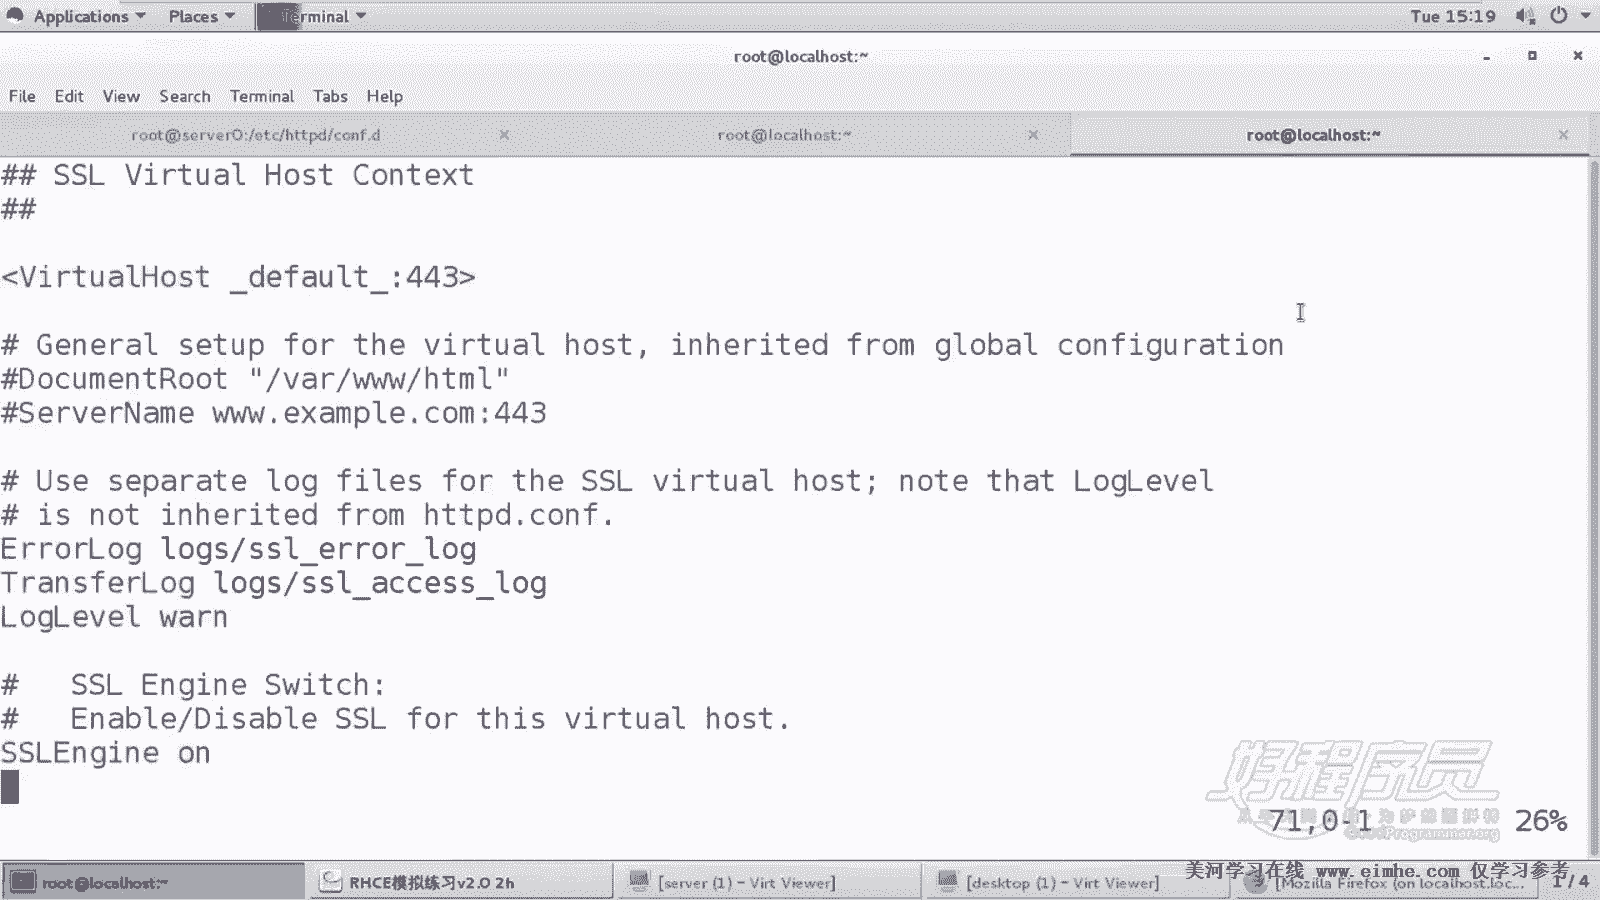 Applications Places Terminal Tue 15:19
root@localhost:~
File Edit View Search Terminal Tabs Help
root@server0:/etc/httpd/conf.d root@localhost:~ root@localhost:~
## SSL Virtual Host Context
##
<VirtualHost _default_:443>
# General setup for the virtual host, inherited from global configuration
#DocumentRoot "/var/www/html"
#ServerName www.example.com:443
# Use separate log files for the SSL virtual host; note that LogLevel
# is not inherited from httpd.conf.
ErrorLog logs/ssl_error_log
TransferLog logs/ssl_access_log
LogLevel warn
#   SSL Engine Switch:
#   Enable/Disable SSL for this virtual host.
SSLEngine on
好程序员
71,0-1 26%
美河学习在线 www.eimhe.com 仅学习参考
root@localhost:~ RHCE模拟练习v2.0 2h [server (1) - Virt Viewer] [desktop (1) - Virt Viewer] [Mozilla Firefox (on localhost.loc... 1 / 4